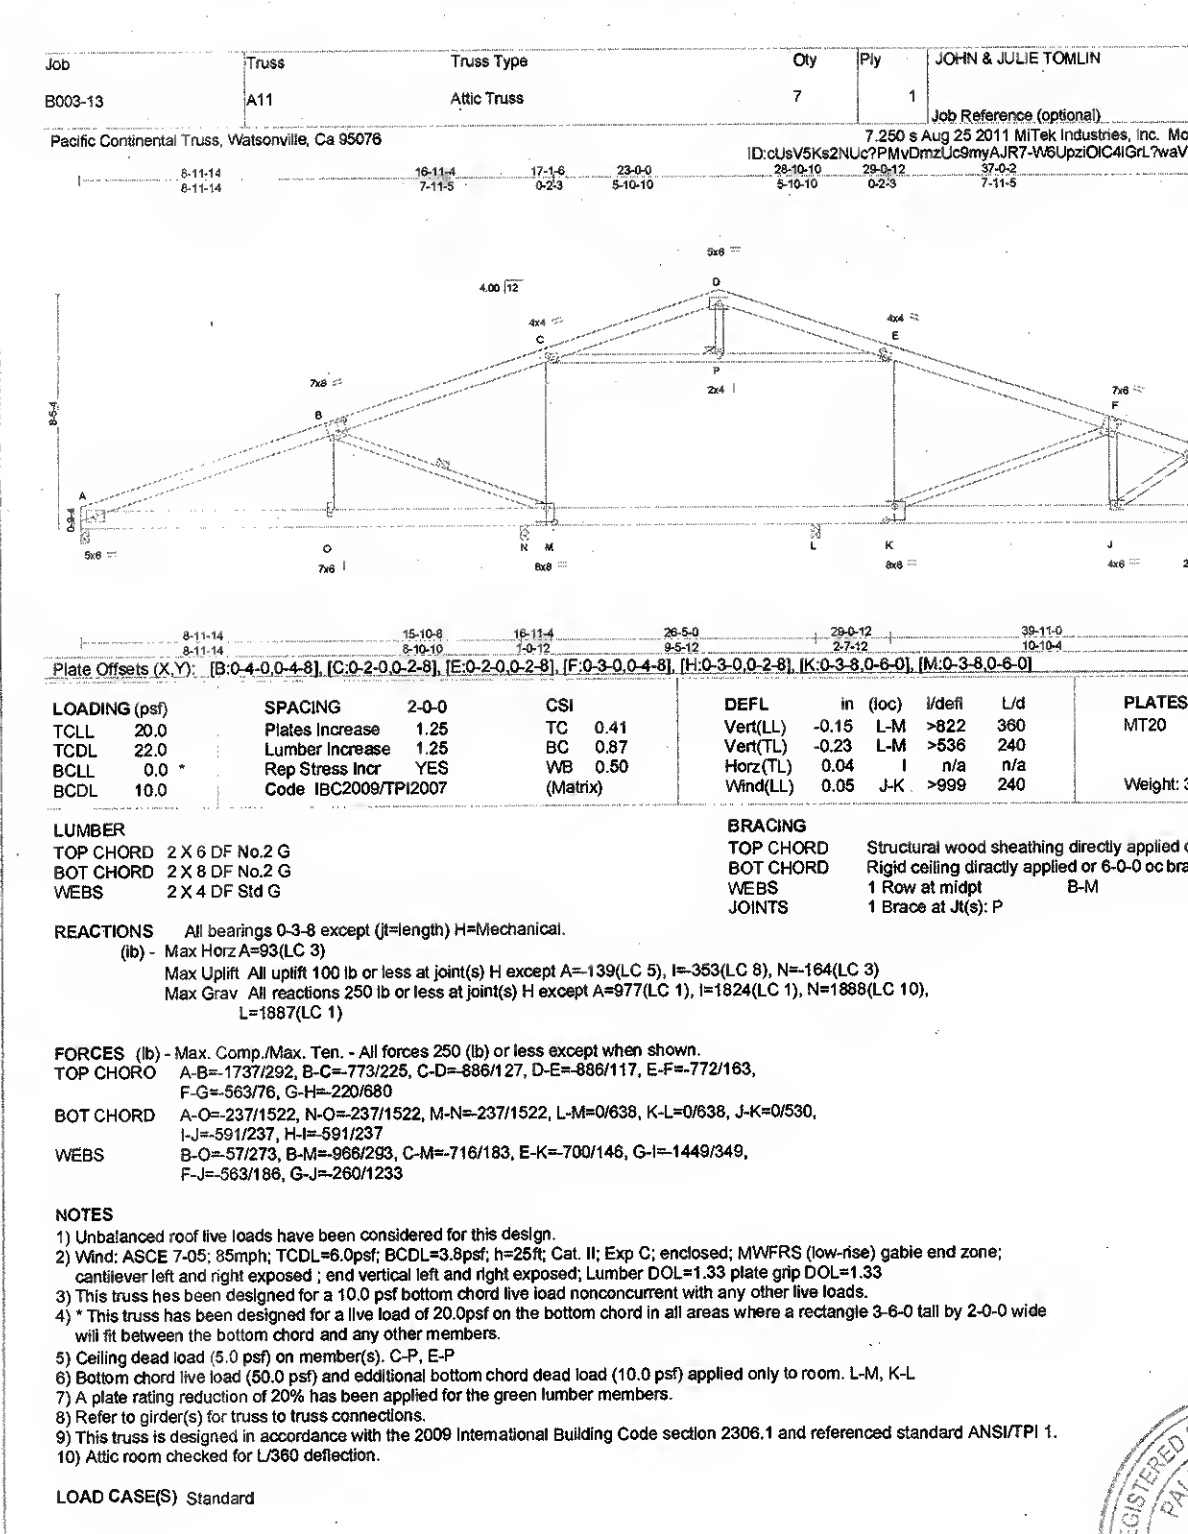 Job Truss Truss Type Qty Ply JOHN & JULIE TOMLIN
B003-13 A11 Attic Truss 7 1
Job Reference (optional)
Pacific Continental Truss, Watsonville, Ca 95076 7.250 s Aug 25 2011 MiTek Industries, Inc. Mo
8-11-14 16-11-4 17-1-6 23-0-0 28-10-10 29-0-12 37-0-2
8-11-14 7-11-5 0-2-3 5-10-10 5-10-10 0-2-3 7-11-5
5x6 =
D
4.00 12
4x4
C
4x4
E
P
2x4
7x8
B
7x6
F
8-5-4
A
0-9-4
5x6 =
O
7x6
N M
8x8
L
K
8x8 =
J
4x6
8-11-14 15-10-8 16-11-4 26-5-0 29-0-12 39-11-0
8-11-14 6-10-10 1-0-12 9-5-12 2-7-12 10-10-4
Plate Offsets (X,Y): [B:0-4-0,0-4-8], [C:0-2-0,0-2-8], [E:0-2-0,0-2-8], [F:0-3-0,0-4-8], [H:0-3-0,0-2-8], [K:0-3-8,0-6-0], [M:0-3-8,0-6-0]
LOADING (psf) SPACING 2-0-0 CSI DEFL in (loc) l/defl L/d PLATES
TCLL 20.0 Plates Increase 1.25 TC 0.41 Vert(LL) -0.15 L-M >822 360 MT20
TCDL 22.0 Lumber Increase 1.25 BC 0.87 Vert(TL) -0.23 L-M >536 240
BCLL 0.0 * Rep Stress Incr YES WB 0.50 Horz(TL) 0.04 I n/a n/a
BCDL 10.0 Code IBC2009/TPI2007 (Matrix) Wind(LL) 0.05 J-K >999 240 Weight: 3
LUMBER
TOP CHORD 2 X 6 DF No.2 G
BOT CHORD 2 X 8 DF No.2 G
WEBS 2 X 4 DF Std G
BRACING
TOP CHORD Structural wood sheathing directly applied o
BOT CHORD Rigid ceiling diractly applied or 6-0-0 oc bra
WEBS 1 Row at midpt B-M
JOINTS 1 Brace at Jt(s): P
REACTIONS All bearings 0-3-8 except (jt=length) H=Mechanical.
(lb) - Max Horz A=93(LC 3)
Max Uplift All uplift 100 lb or less at joint(s) H except A=-139(LC 5), I=-353(LC 8), N=-164(LC 3)
Max Grav All reactions 250 lb or less at joint(s) H except A=977(LC 1), I=1824(LC 1), N=1888(LC 10),
L=1887(LC 1)
FORCES (lb) - Max. Comp./Max. Ten. - All forces 250 (lb) or less except when shown.
TOP CHORO A-B=-1737/292, B-C=-773/225, C-D=-886/127, D-E=-886/117, E-F=-772/163,
F-G=-563/76, G-H=-220/680
BOT CHORD A-O=-237/1522, N-O=-237/1522, M-N=-237/1522, L-M=0/638, K-L=0/638, J-K=0/530,
I-J=-591/237, H-I=-591/237
WEBS B-O=-57/273, B-M=-966/293, C-M=-716/183, E-K=-700/146, G-I=-1449/349,
F-J=-563/186, G-J=-260/1233
NOTES
1) Unbalanced roof live loads have been considered for this design.
2) Wind: ASCE 7-05; 85mph; TCDL=6.0psf; BCDL=3.8psf; h=25ft; Cat. II; Exp C; enclosed; MWFRS (low-rise) gable end zone;
cantilever left and right exposed ; end vertical left and right exposed; Lumber DOL=1.33 plate grip DOL=1.33
3) This truss hes been designed for a 10.0 psf bottom chord live load nonconcurrent with any other live loads.
4) * This truss has been designed for a live load of 20.0psf on the bottom chord in all areas where a rectangle 3-6-0 tall by 2-0-0 wide
will fit between the bottom chord and any other members.
5) Ceiling dead load (5.0 psf) on member(s). C-P, E-P
6) Bottom chord live load (50.0 psf) and edditional bottom chord dead load (10.0 psf) applied only to room. L-M, K-L
7) A plate rating reduction of 20% has been applied for the green lumber members.
8) Refer to girder(s) for truss to truss connections.
9) This truss is designed in accordance with the 2009 International Building Code section 2306.1 and referenced standard ANSI/TPI 1.
10) Attic room checked for L/360 deflection.
LOAD CASE(S) Standard